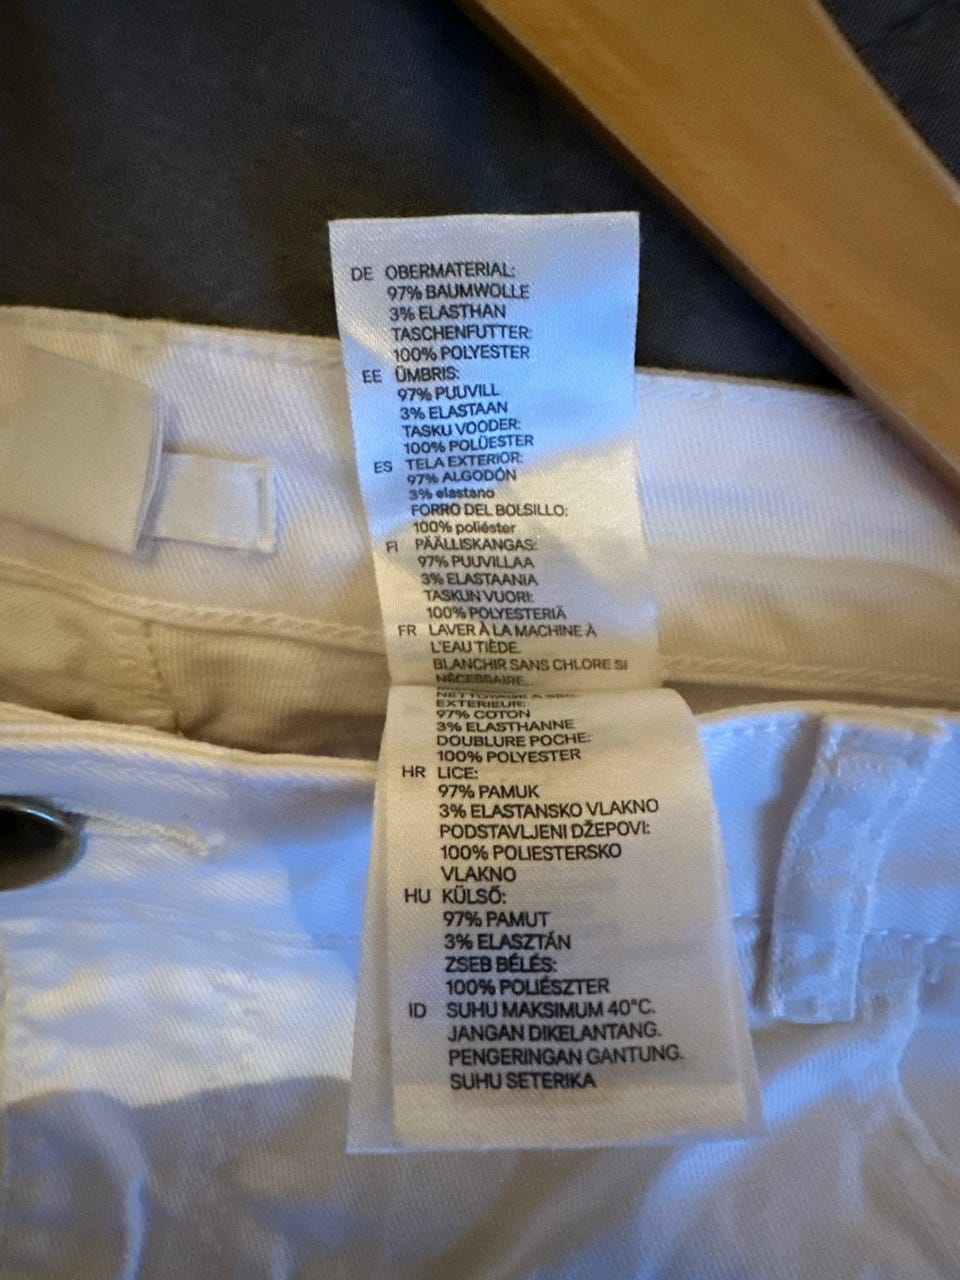 DE OBERMATERIAL:
97% BAUMWOLLE
3% ELASTHAN
TASCHENFUTTER:
100% POLYESTER
EE ÜMBRIS:
97% PUUVILL
3% ELASTAAN
TASKU VOODER:
100% POLÜESTER
ES TELA EXTERIOR:
97% ALGODÓN
3% elastano
FORRO DEL BOLSILLO:
100% poliéster
FI PÄÄLLISKANGAS:
97% PUUVILLAA
3% ELASTAANIA
TASKUN VUORI:
100% POLYESTERIÄ
FR LAVER À LA MACHINE À
L'EAU TIÈDE.
BLANCHIR SANS CHLORE SI
NÉCESSAIRE.
NETTOYAGE À SEC
EXTERIEUR:
97% COTON
3% ELASTHANNE
DOUBLURE POCHE:
100% POLYESTER
HR LICE:
97% PAMUK
3% ELASTANSKO VLAKNO
PODSTAVLJENI DŽEPOVI:
100% POLIESTERSKO
VLAKNO
HU KÜLSŐ:
97% PAMUT
3% ELASZTÁN
ZSEB BÉLÉS:
100% POLIÉSZTER
ID SUHU MAKSIMUM 40°C.
JANGAN DIKELANTANG.
PENGERINGAN GANTUNG.
SUHU SETERIKA